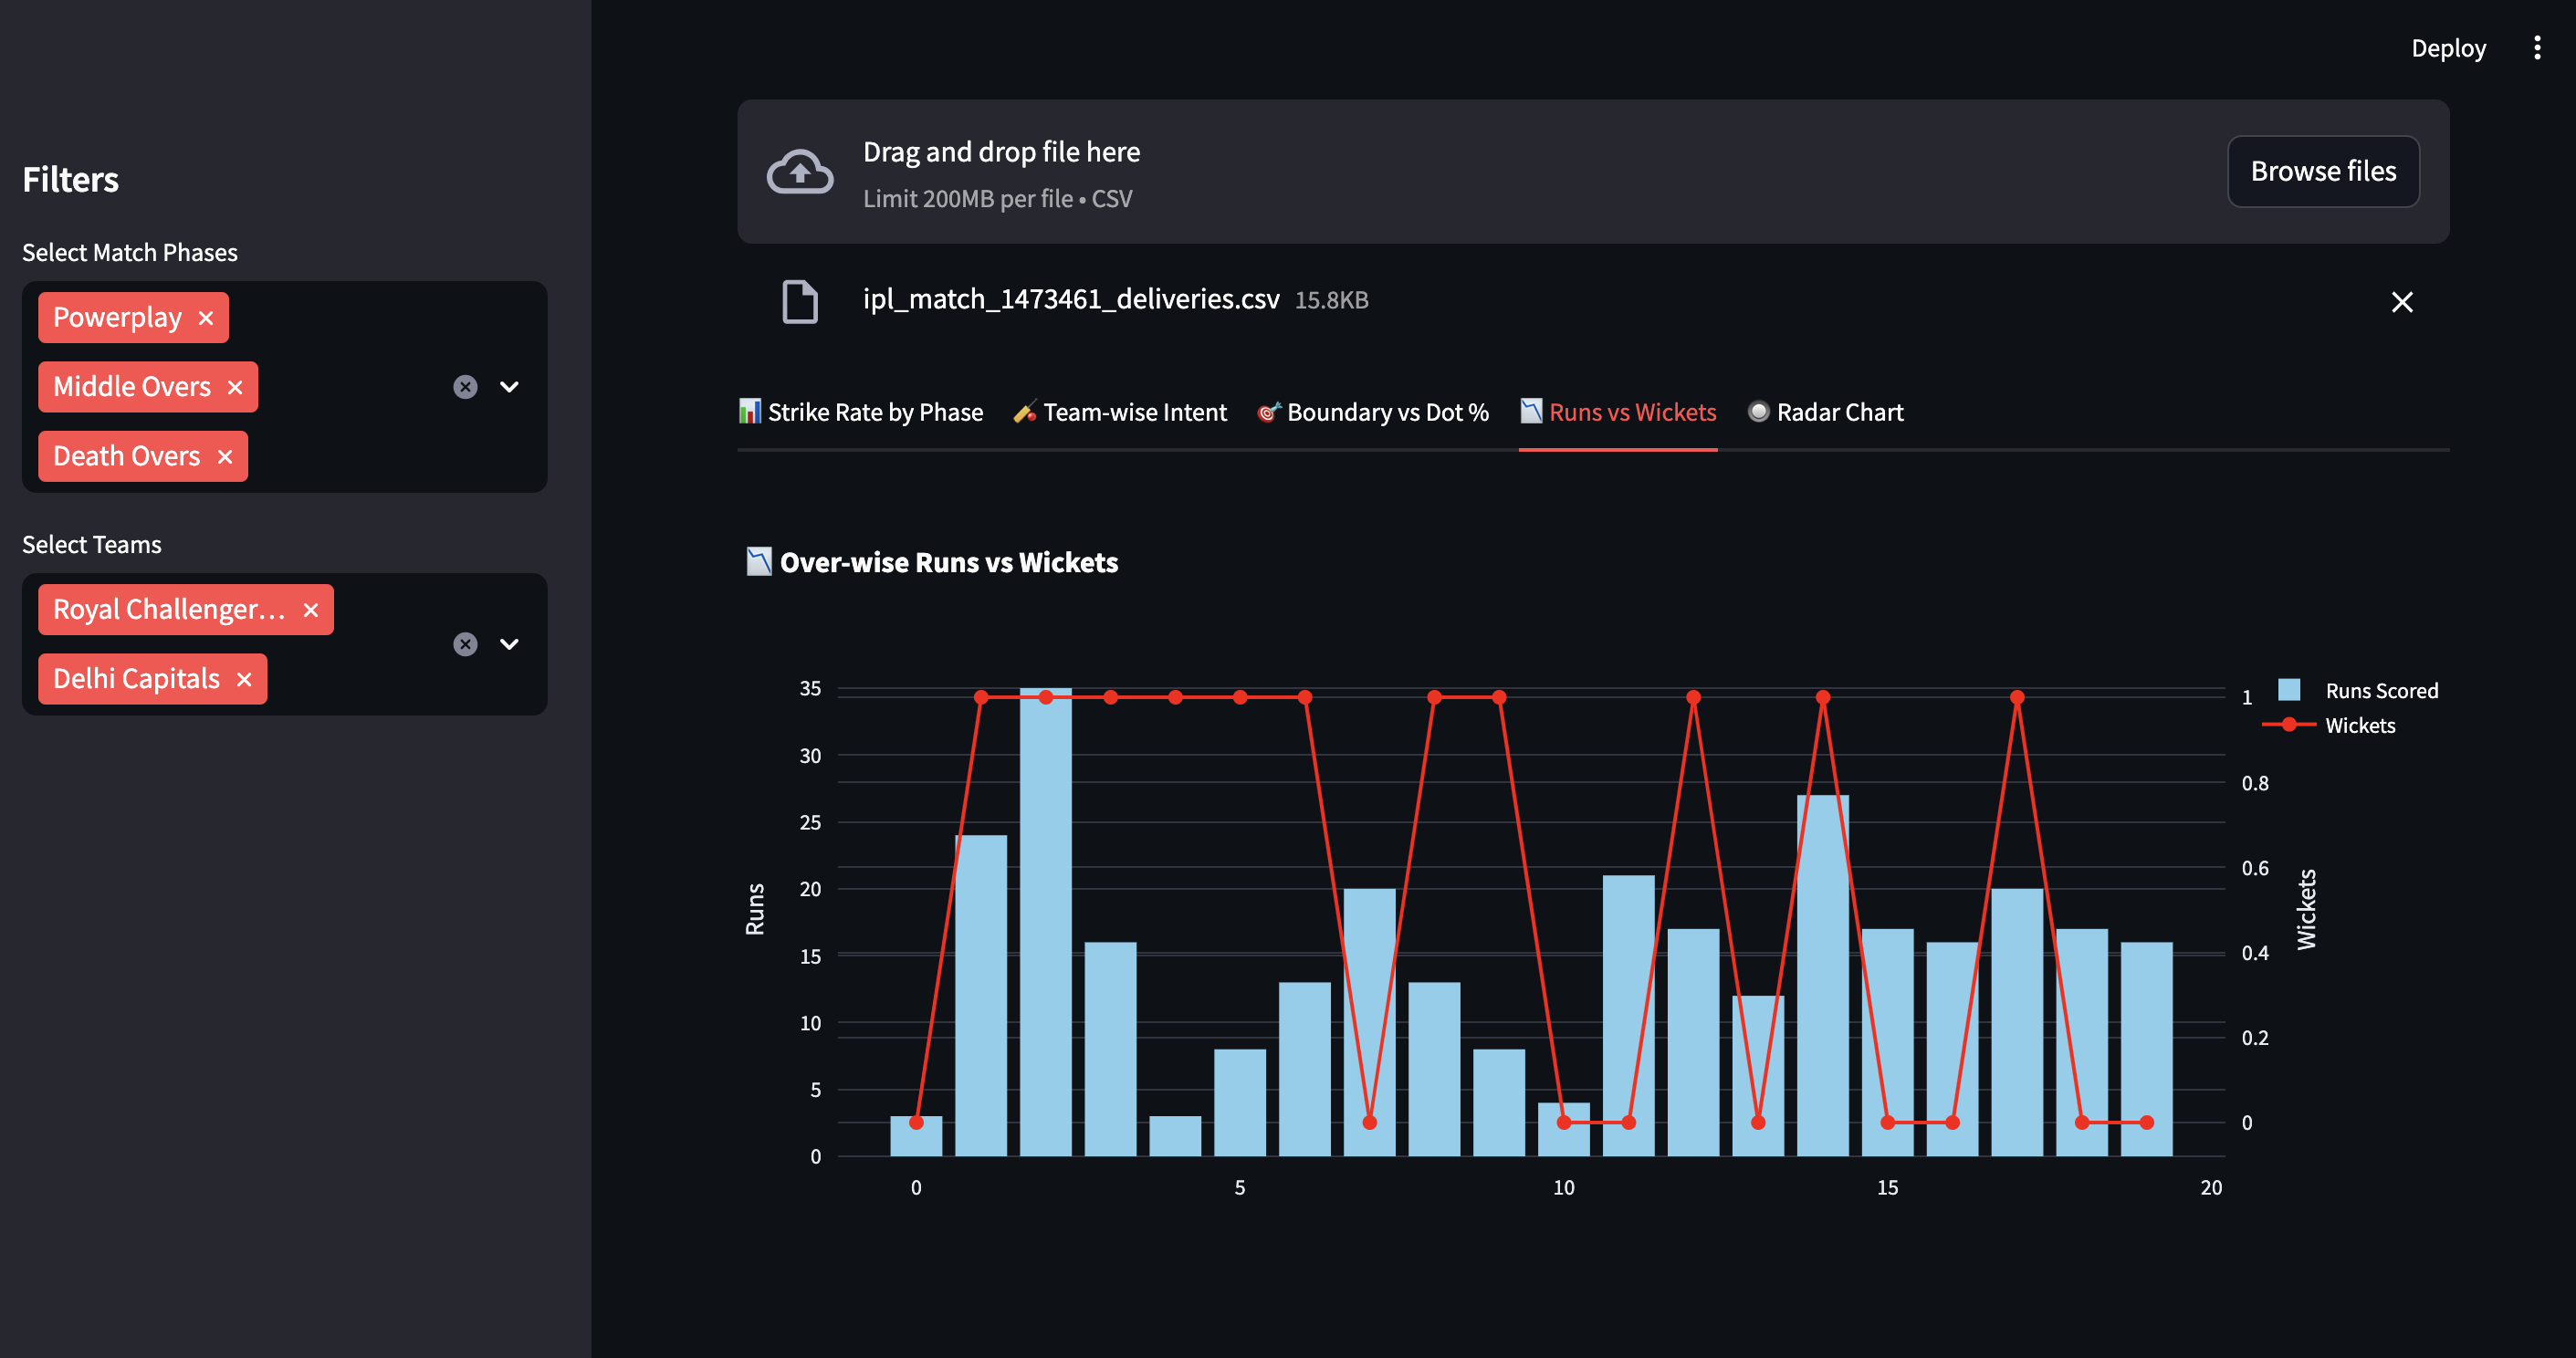 Deploy
Filters
Select Match Phases
Powerplay
Middle Overs
Death Overs
Select Teams
Royal Challenger...
Delhi Capitals
Drag and drop file here
Limit 200MB per file • CSV
Browse files
ipl_match_1473461_deliveries.csv 15.8KB
Strike Rate by Phase Team-wise Intent Boundary vs Dot % Runs vs Wickets Radar Chart
Over-wise Runs vs Wickets
Runs Scored
Wickets
Runs
35
30
25
20
15
10
5
0
0 5 10 15 20
1
0.8
0.6
0.4
0.2
0
Wickets